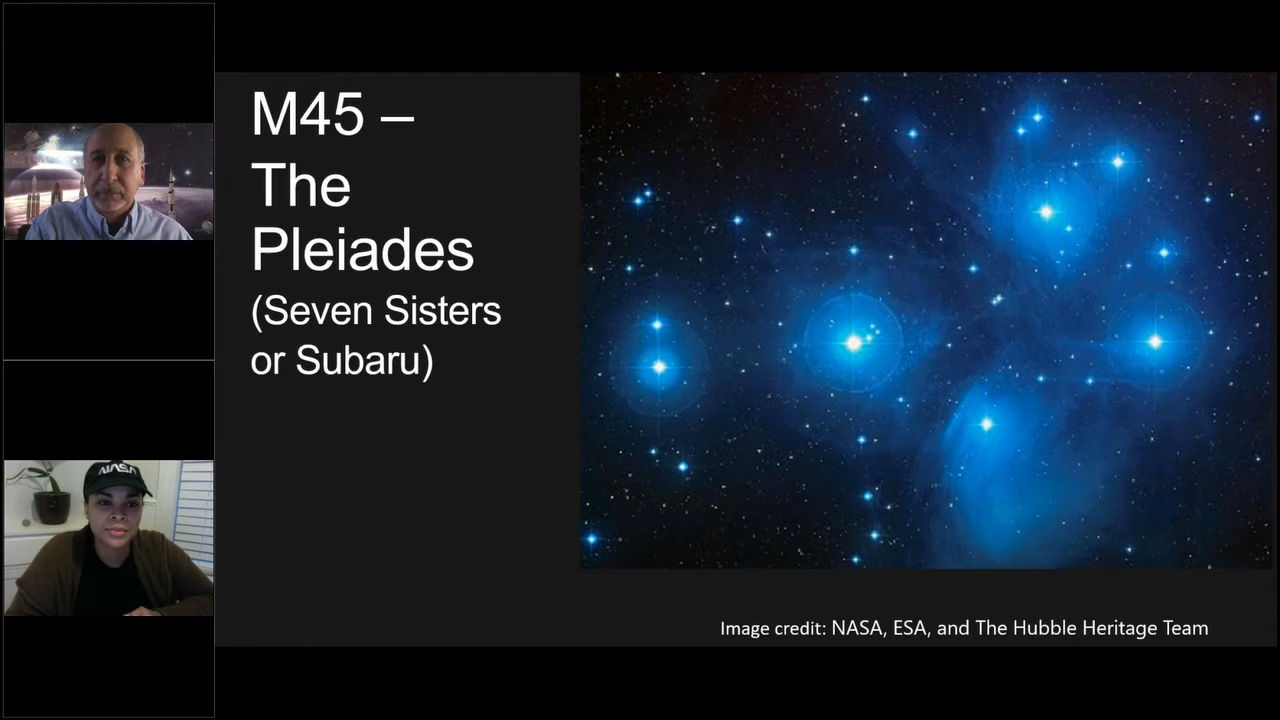 M45 –
The
Pleiades
(Seven Sisters
or Subaru)
NASA
Image credit: NASA, ESA, and The Hubble Heritage Team